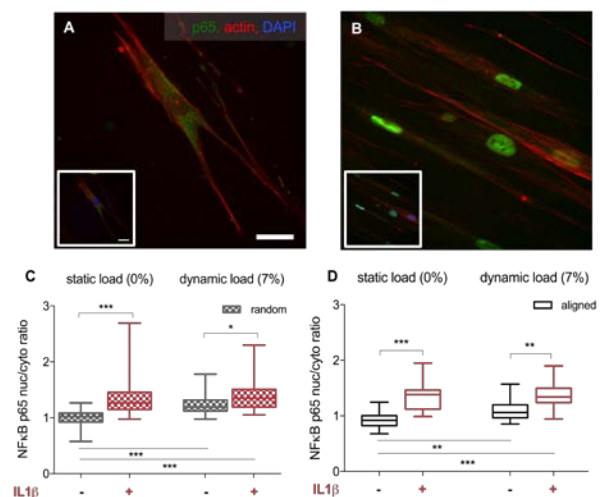 A
p65, actin, DAPI
B
C
static load (0%)
dynamic load (7%)
random
NFκB p65 nuc/cyto ratio
3
2
1
0
***
*
***
***
IL1β
-
+
-
+
D
static load (0%)
dynamic load (7%)
aligned
NFκB p65 nuc/cyto ratio
3
2
1
0
***
**
**
***
IL1β
-
+
-
+